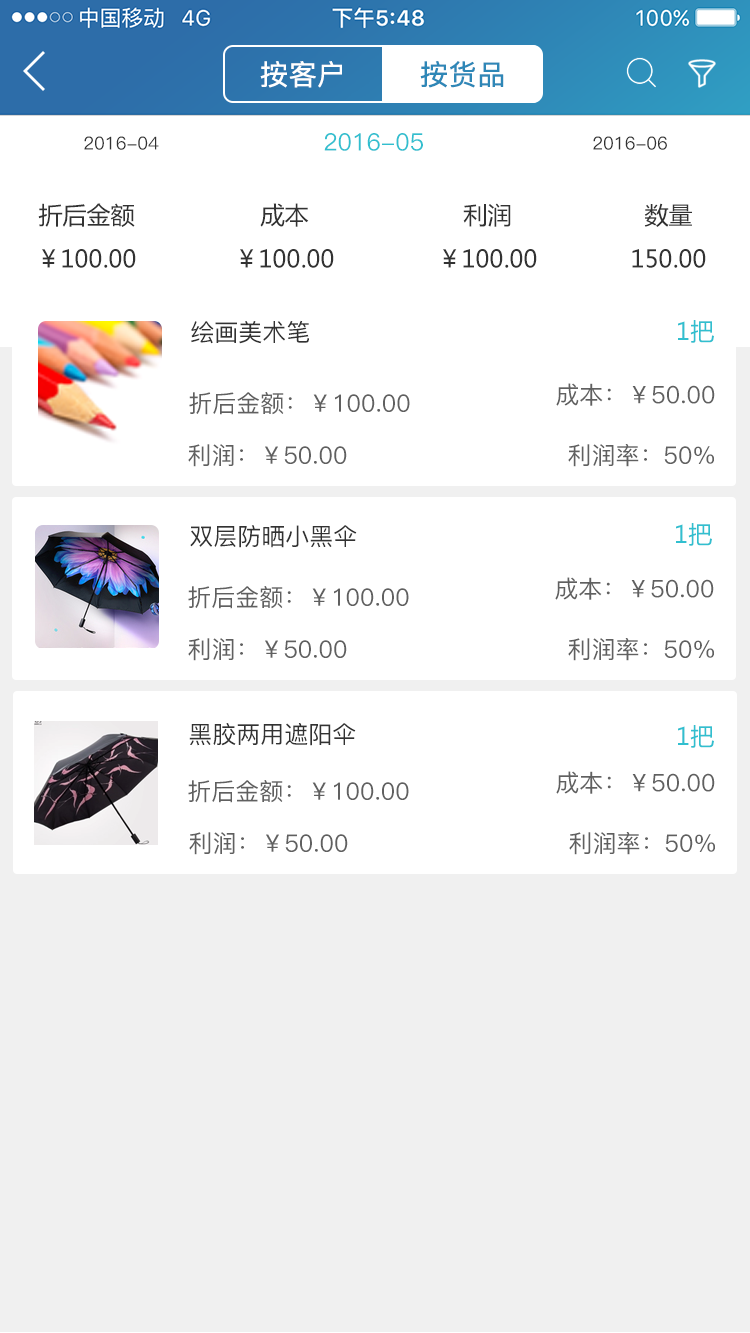 中国移动 4G 下午5:48 100%
按客户 按货品
2016-04 2016-05 2016-06
折后金额 成本 利润 数量
￥100.00 ￥100.00 ￥100.00 150.00
绘画美术笔 1把
折后金额：￥100.00 成本：￥50.00
利润：￥50.00 利润率：50%
双层防晒小黑伞 1把
折后金额：￥100.00 成本：￥50.00
利润：￥50.00 利润率：50%
黑胶两用遮阳伞 1把
折后金额：￥100.00 成本：￥50.00
利润：￥50.00 利润率：50%